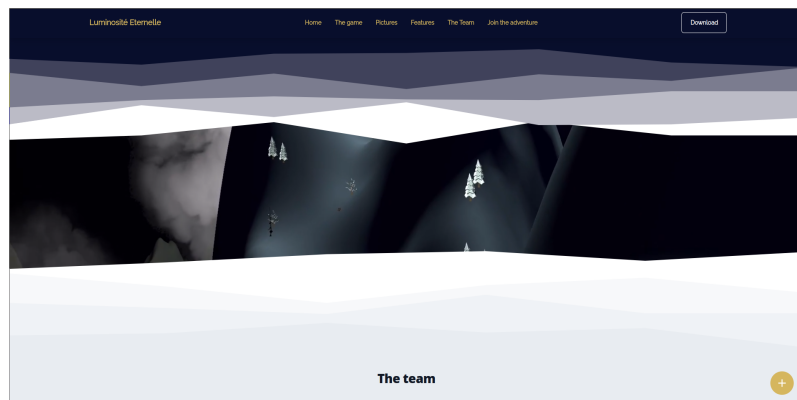 Luminosité Eternelle
Home The game Pictures Features The Team Join the adventure
Download
The team
+